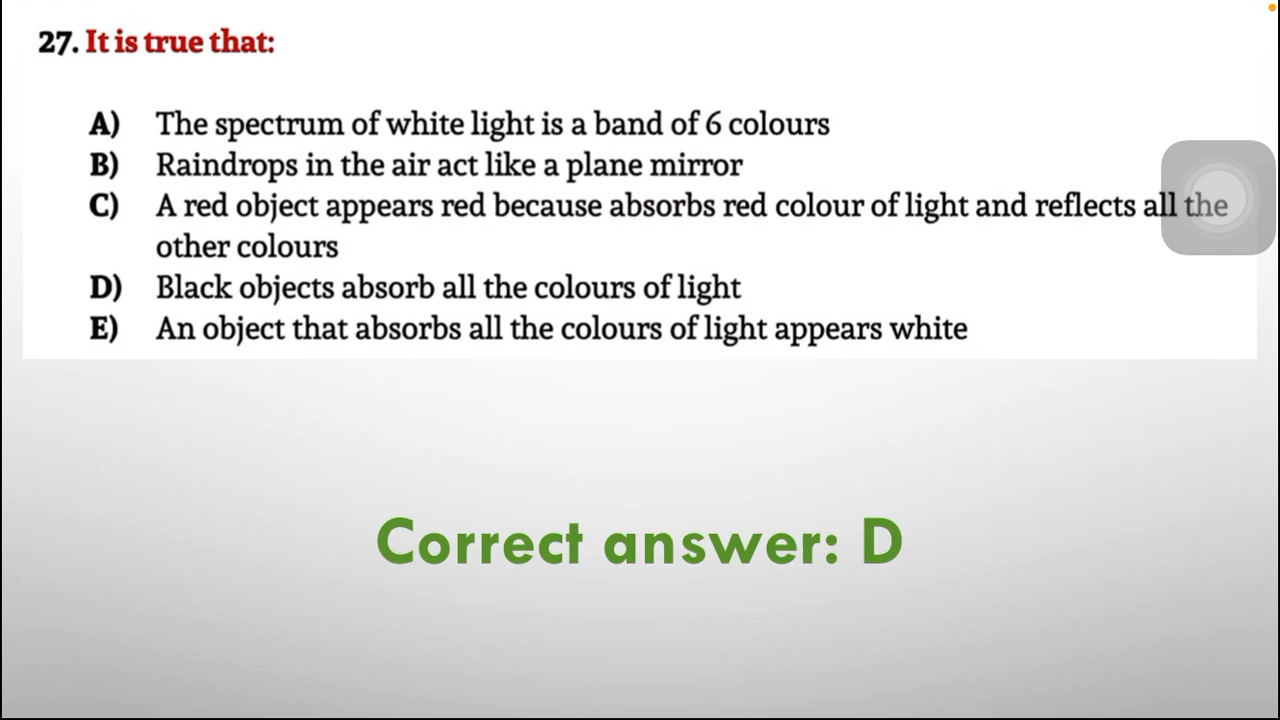 27. It is true that:
A) The spectrum of white light is a band of 6 colours
B) Raindrops in the air act like a plane mirror
C) A red object appears red because absorbs red colour of light and reflects all the
other colours
D) Black objects absorb all the colours of light
E) An object that absorbs all the colours of light appears white
Correct answer: D